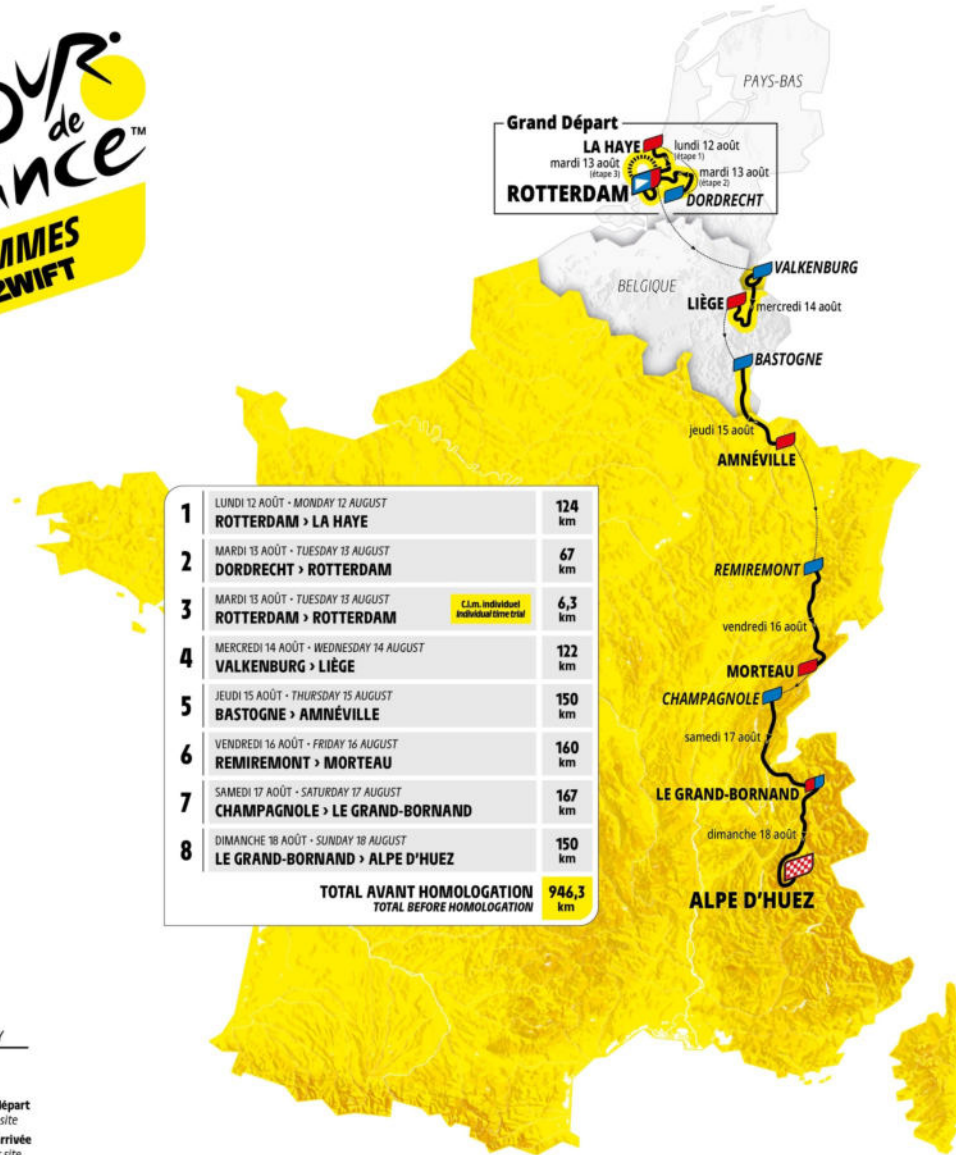 TOUR
de
™
ZWIFT
PAYS-BAS
Grand Départ
LA HAYE
lundi 12 août
(étape 1)
mardi 13 août
(étape 3)
mardi 13 août
(étape 2)
ROTTERDAM
DORDRECHT
BELGIQUE
VALKENBURG
LIÈGE
mercredi 14 août
BASTOGNE
jeudi 15 août
AMNÉVILLE
REMIREMONT
vendredi 16 août
MORTEAU
CHAMPAGNOLE
samedi 17 août
LE GRAND-BORNAND
dimanche 18 août
ALPE D'HUEZ
1 LUNDI 12 AOÛT • MONDAY 12 AUGUST
ROTTERDAM › LA HAYE
124 km
2 MARDI 13 AOÛT • TUESDAY 13 AUGUST
DORDRECHT › ROTTERDAM
67 km
3 MARDI 13 AOÛT • TUESDAY 13 AUGUST
ROTTERDAM › ROTTERDAM
C.l.m. individuel
Individual time trial
6,3 km
4 MERCREDI 14 AOÛT • WEDNESDAY 14 AUGUST
VALKENBURG › LIÈGE
122 km
5 JEUDI 15 AOÛT • THURSDAY 15 AUGUST
BASTOGNE › AMNÉVILLE
150 km
6 VENDREDI 16 AOÛT • FRIDAY 16 AUGUST
REMIREMONT › MORTEAU
160 km
7 SAMEDI 17 AOÛT • SATURDAY 17 AUGUST
CHAMPAGNOLE › LE GRAND-BORNAND
167 km
8 DIMANCHE 18 AOÛT • SUNDAY 18 AUGUST
LE GRAND-BORNAND › ALPE D'HUEZ
150 km
TOTAL AVANT HOMOLOGATION
TOTAL BEFORE HOMOLOGATION
946,3 km
départ
site
site